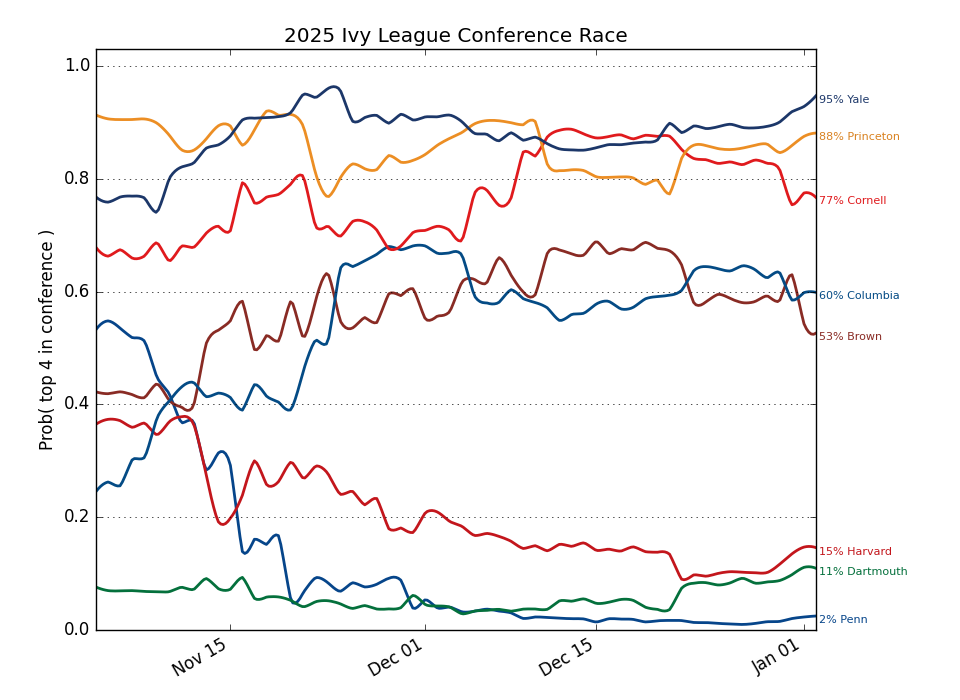 2025 Ivy League Conference Race
Prob( top 4 in conference )
1.0
0.8
0.6
0.4
0.2
0.0
Nov 15
Dec 01
Dec 15
Jan 01
95% Yale
88% Princeton
77% Cornell
60% Columbia
53% Brown
15% Harvard
11% Dartmouth
2% Penn